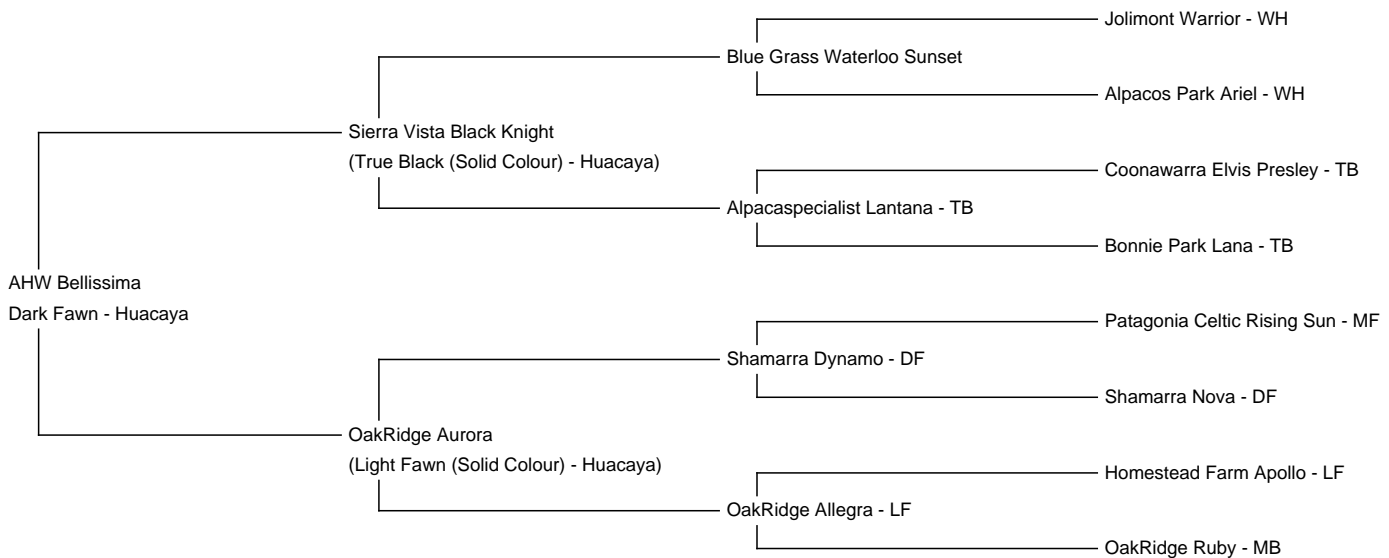 Jolimont Warrior - WH
Blue Grass Waterloo Sunset
Alpacos Park Ariel - WH
Sierra Vista Black Knight
(True Black (Solid Colour) - Huacaya)
Coonawarra Elvis Presley - TB
Alpacaspecialist Lantana - TB
Bonnie Park Lana - TB
AHW Bellissima
Dark Fawn - Huacaya
Patagonia Celtic Rising Sun - MF
Shamarra Dynamo - DF
Shamarra Nova - DF
OakRidge Aurora
(Light Fawn (Solid Colour) - Huacaya)
Homestead Farm Apollo - LF
OakRidge Allegra - LF
OakRidge Ruby - MB